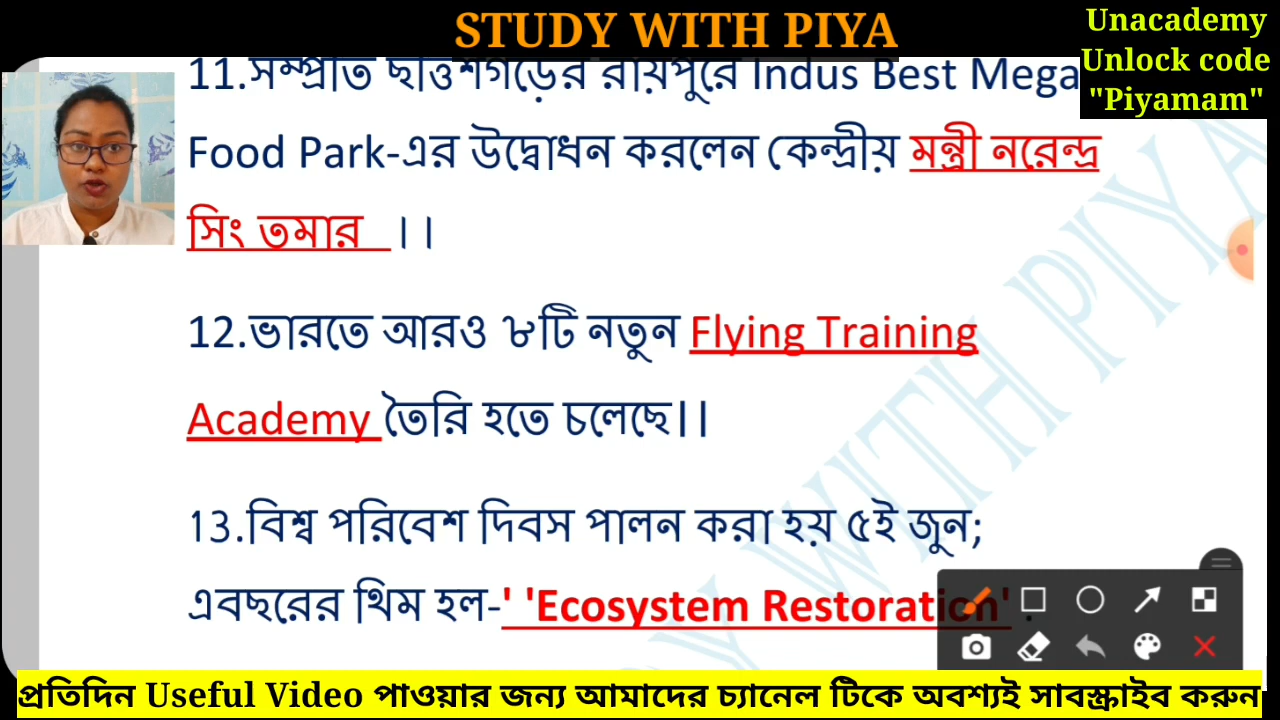 STUDY WITH PIYA
Unacademy
Unlock code
"Piyamam"
11.সম্প্রতি ছত্তিশগড়ের রায়পুরে Indus Best Mega
Food Park-এর উদ্বোধন করলেন কেন্দ্রীয় মন্ত্রী নরেন্দ্র
সিং তমার ।।
12.ভারতে আরও ৮টি নতুন Flying Training
Academy তৈরি হতে চলেছে||
13.বিশ্ব পরিবেশ দিবস পালন করা হয় ৫ই জুন;
এবছরের থিম হল-' 'Ecosystem Restoration'
প্রতিদিন Useful Video পাওয়ার জন্য আমাদের চ্যানেল টিকে অবশ্যই সাবস্ক্রাইব করুন
WITH PIYA